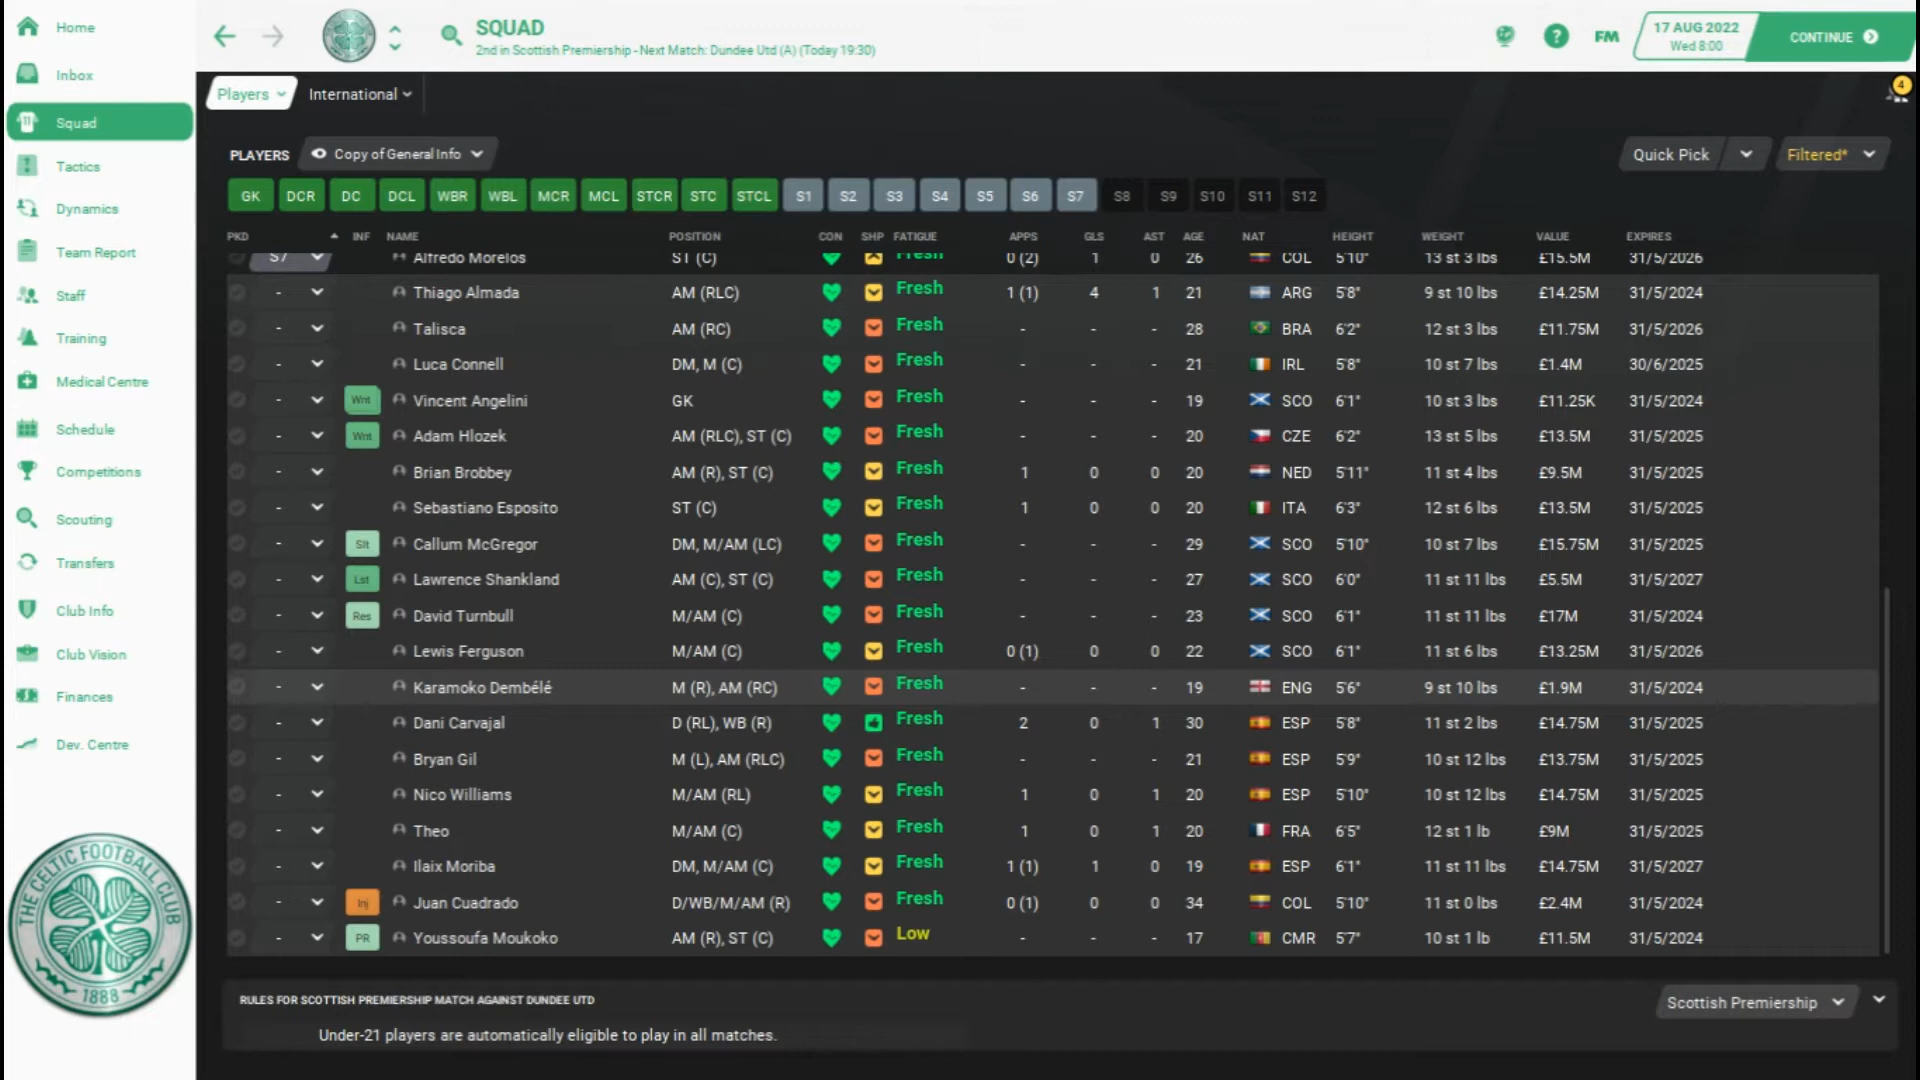 Home
Inbox
Squad
Tactics
Dynamics
Team Report
Staff
Training
Medical Centre
Schedule
Competitions
Scouting
Transfers
Club Info
Club Vision
Finances
Dev. Centre
THE CELTIC FOOTBALL CLUB
1888
SQUAD
2nd in Scottish Premiership - Next Match: Dundee Utd (A) (Today 19:30)
FM
17 AUG 2022
Wed 8:00
CONTINUE
Players International
4
PLAYERS Copy of General Info Quick Pick Filtered*
GK DCR DC DCL WBR WBL MCR MCL STCR STC STCL S1 S2 S3 S4 S5 S6 S7 S8 S9 S10 S11 S12
PKD INF NAME POSITION CON SHP FATIGUE APPS GLS AST AGE NAT HEIGHT WEIGHT VALUE EXPIRES
S7 Alfredo Morelos ST (C) Fresh 0 (2) 1 0 26 COL 5'10" 13 st 3 lbs £15.5M 31/5/2026
- Thiago Almada AM (RLC) Fresh 1 (1) 4 1 21 ARG 5'8" 9 st 10 lbs £14.25M 31/5/2024
- Talisca AM (RC) Fresh - - - 28 BRA 6'2" 12 st 3 lbs £11.75M 31/5/2026
- Luca Connell DM, M (C) Fresh - - - 21 IRL 5'8" 10 st 7 lbs £1.4M 30/6/2025
- Wnt Vincent Angelini GK Fresh - - - 19 SCO 6'1" 10 st 3 lbs £11.25K 31/5/2024
- Wnt Adam Hlozek AM (RLC), ST (C) Fresh - - - 20 CZE 6'2" 13 st 5 lbs £13.5M 31/5/2025
- Brian Brobbey AM (R), ST (C) Fresh 1 0 0 20 NED 5'11" 11 st 4 lbs £9.5M 31/5/2025
- Sebastiano Esposito ST (C) Fresh 1 0 0 20 ITA 6'3" 12 st 6 lbs £13.5M 31/5/2025
- Slt Callum McGregor DM, M/AM (LC) Fresh - - - 29 SCO 5'10" 10 st 7 lbs £15.75M 31/5/2025
- Lst Lawrence Shankland AM (C), ST (C) Fresh - - - 27 SCO 6'0" 11 st 11 lbs £5.5M 31/5/2027
- Res David Turnbull M/AM (C) Fresh - - - 23 SCO 6'1" 11 st 11 lbs £17M 31/5/2024
- Lewis Ferguson M/AM (C) Fresh 0 (1) 0 0 22 SCO 6'1" 11 st 6 lbs £13.25M 31/5/2026
- Karamoko Dembélé M (R), AM (RC) Fresh - - - 19 ENG 5'6" 9 st 10 lbs £1.9M 31/5/2024
- Dani Carvajal D (RL), WB (R) Fresh 2 0 1 30 ESP 5'8" 11 st 2 lbs £14.75M 31/5/2025
- Bryan Gil M (L), AM (RLC) Fresh - - - 21 ESP 5'9" 10 st 12 lbs £13.75M 31/5/2025
- Nico Williams M/AM (RL) Fresh 1 0 1 20 ESP 5'10" 10 st 12 lbs £14.75M 31/5/2025
- Theo M/AM (C) Fresh 1 0 1 20 FRA 6'5" 12 st 1 lb £9M 31/5/2025
- Ilaix Moriba DM, M/AM (C) Fresh 1 (1) 1 0 19 ESP 6'1" 11 st 11 lbs £14.75M 31/5/2027
- Inj Juan Cuadrado D/WB/M/AM (R) Fresh 0 (1) 0 0 34 COL 5'10" 11 st 0 lbs £2.4M 31/5/2024
- PR Youssoufa Moukoko AM (R), ST (C) Low - - - 17 CMR 5'7" 10 st 1 lb £11.5M 31/5/2024
RULES FOR SCOTTISH PREMIERSHIP MATCH AGAINST DUNDEE UTD
Scottish Premiership
Under-21 players are automatically eligible to play in all matches.